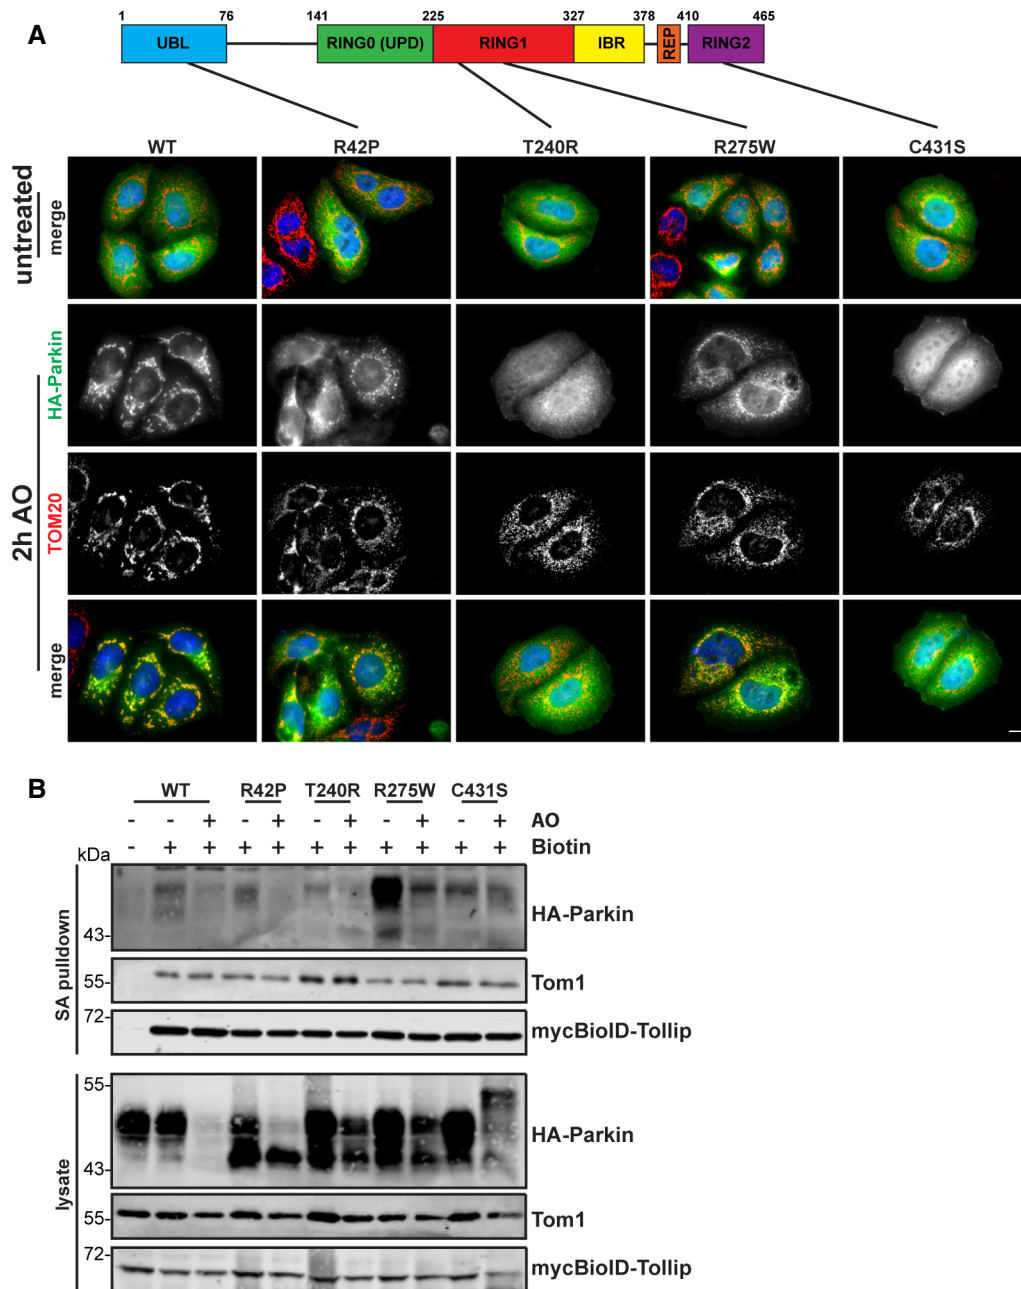 A
1 76 141 225 327 378 410 465
UBL RING0 (UPD) RING1 IBR REP RING2
WT R42P T240R R275W C431S
untreated
merge
2h AO
HA-Parkin
TOM20
merge
B
WT R42P T240R R275W C431S
- - + - + - + - + - + AO
- + + + + + + + + + + Biotin
kDa
SA pulldown
43- HA-Parkin
55- Tom1
72- mycBioID-Tollip
lysate
55-
HA-Parkin
43-
55- Tom1
72- mycBioID-Tollip